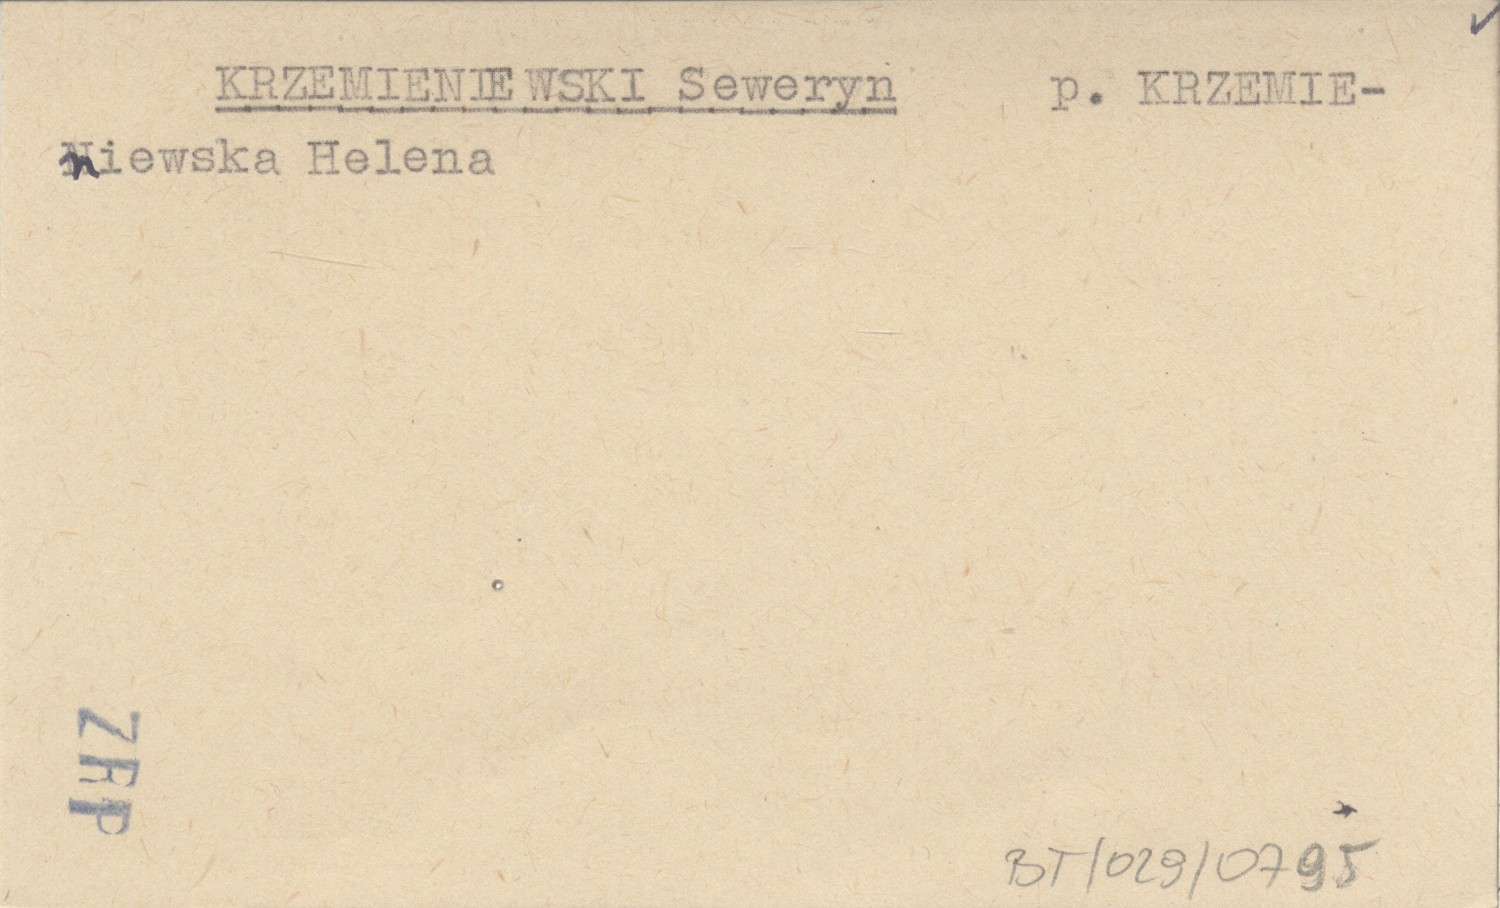 KRZEMIENIEWSKI Seweryn p. KRZEMIE-
niewska Helena
ZRP
BT/029/0795